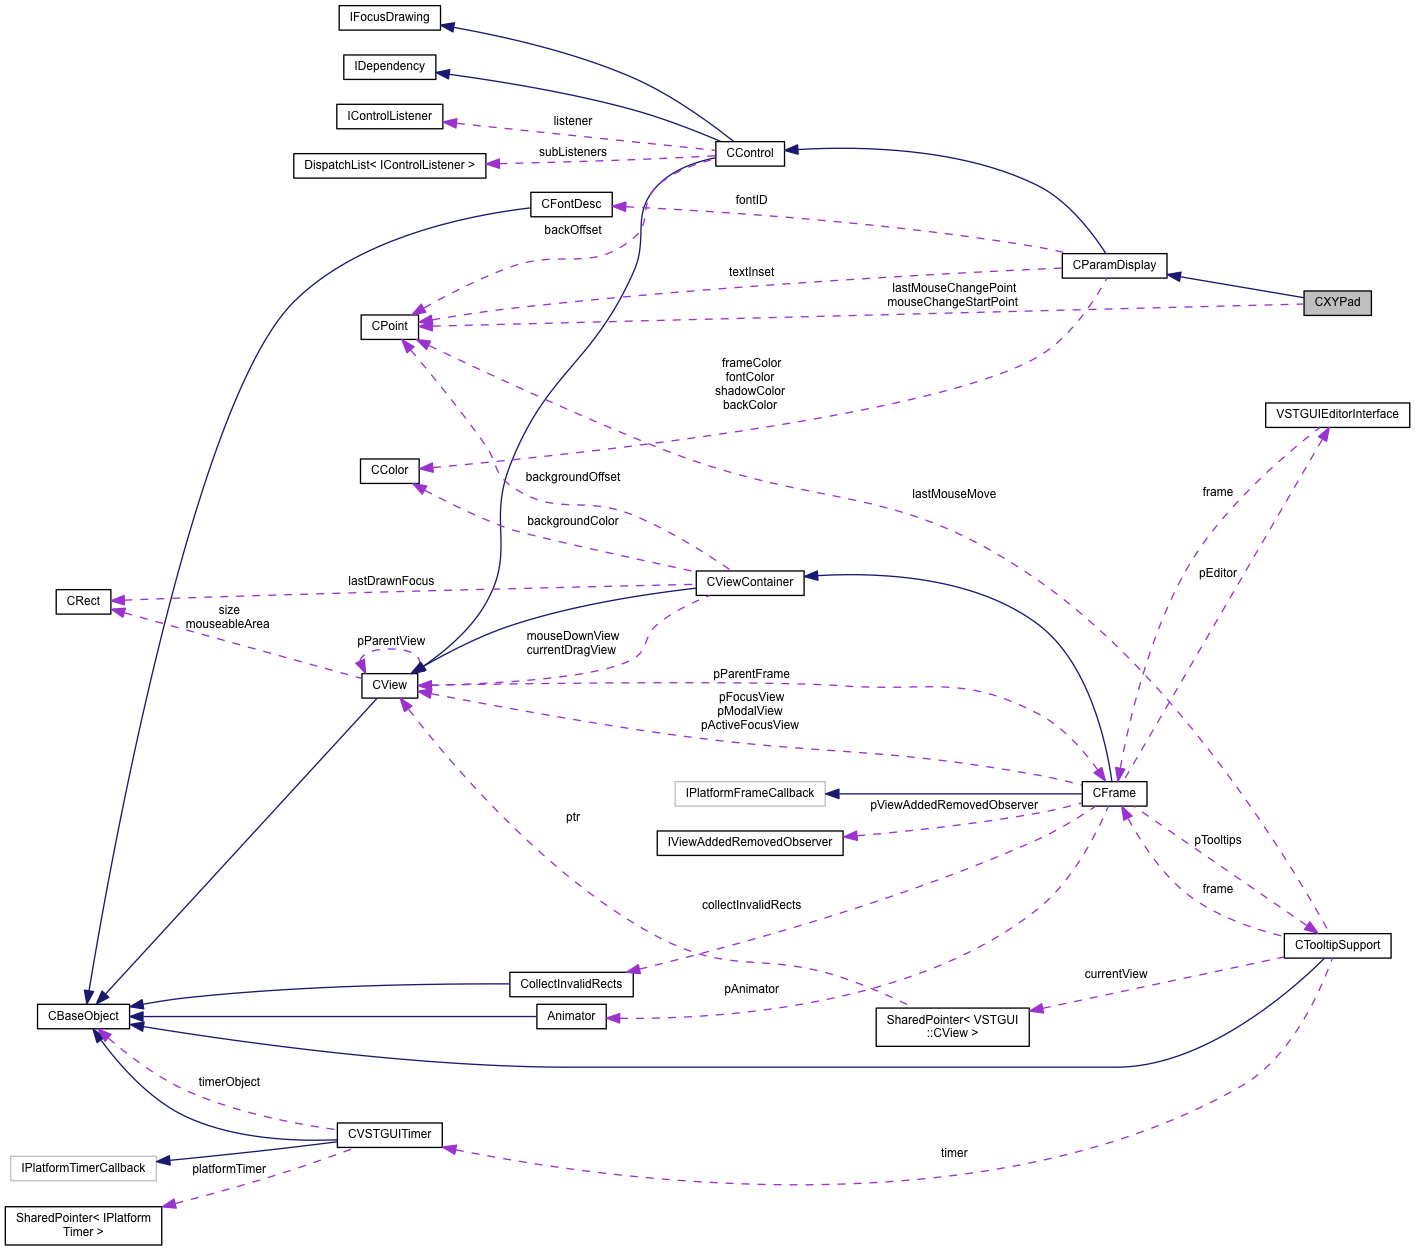 IFocusDrawing
IDependency
IControlListener
listener
DispatchList< IControlListener >
subListeners
CControl
CFontDesc
fontID
backOffset
textInset
CParamDisplay
lastMouseChangePoint
mouseChangeStartPoint
CXYPad
CPoint
frameColor
fontColor
shadowColor
backColor
VSTGUIEditorInterface
CColor
backgroundOffset
lastMouseMove
frame
backgroundColor
pEditor
lastDrawnFocus
CViewContainer
CRect
size
mouseableArea
pParentView
mouseDownView
currentDragView
CView
pParentFrame
pFocusView
pModalView
pActiveFocusView
IPlatformFrameCallback
CFrame
pViewAddedRemovedObserver
ptr
IViewAddedRemovedObserver
pTooltips
frame
collectInvalidRects
CTooltipSupport
currentView
CollectInvalidRects
pAnimator
CBaseObject
Animator
SharedPointer< VSTGUI
::CView >
timerObject
CVSTGUITimer
timer
IPlatformTimerCallback
platformTimer
SharedPointer< IPlatform
Timer >